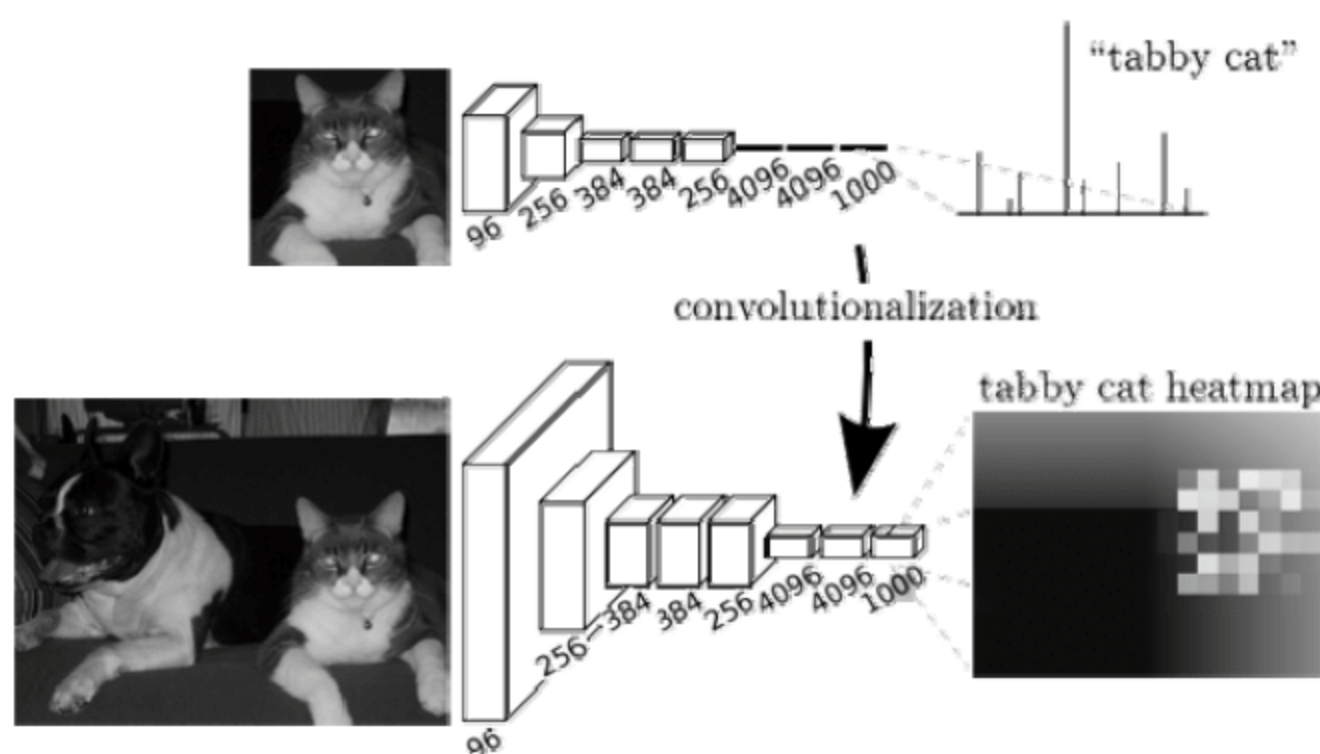 “tabby cat”
96 256 384 384 256 4096 4096 1000
convolutionalization
tabby cat heatmap
96 256 384 384 256 4096 4096 1000